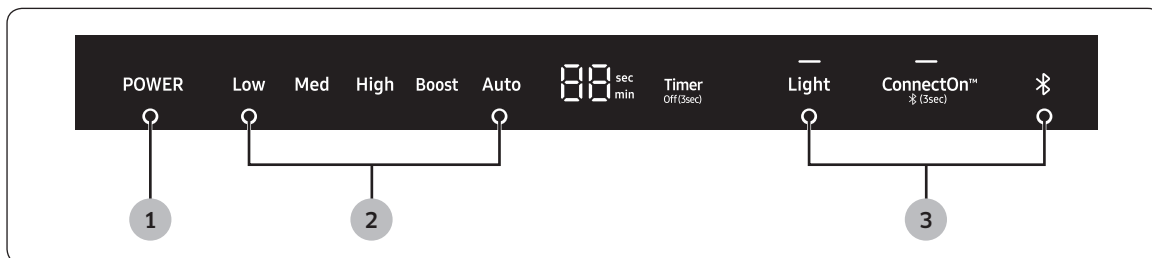 POWER Low Med High Boost Auto 88 sec min Timer Off(3sec) Light ConnectOn™ (3sec)
1 2 3